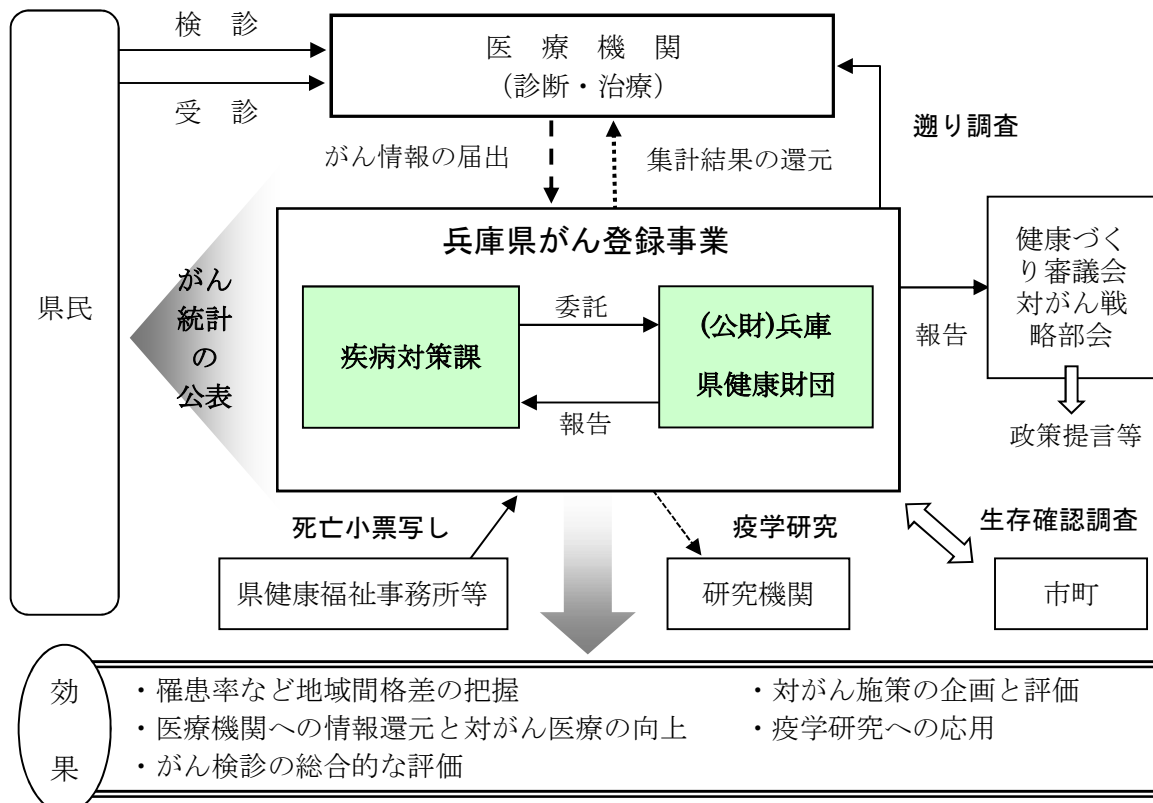 検　診
受　診
医　療　機　関
（診断・治療）
遡り調査
がん情報の届出
集計結果の還元
県民
がん
統計
の
公表
兵庫県がん登録事業
疾病対策課
委託
報告
(公財)兵庫
県健康財団
報告
健康づく
り審議会
対がん戦
略部会
政策提言等
死亡小票写し
疫学研究
生存確認調査
県健康福祉事務所等
研究機関
市町
効
果
・罹患率など地域間格差の把握
・医療機関への情報還元と対がん医療の向上
・がん検診の総合的な評価
・対がん施策の企画と評価
・疫学研究への応用